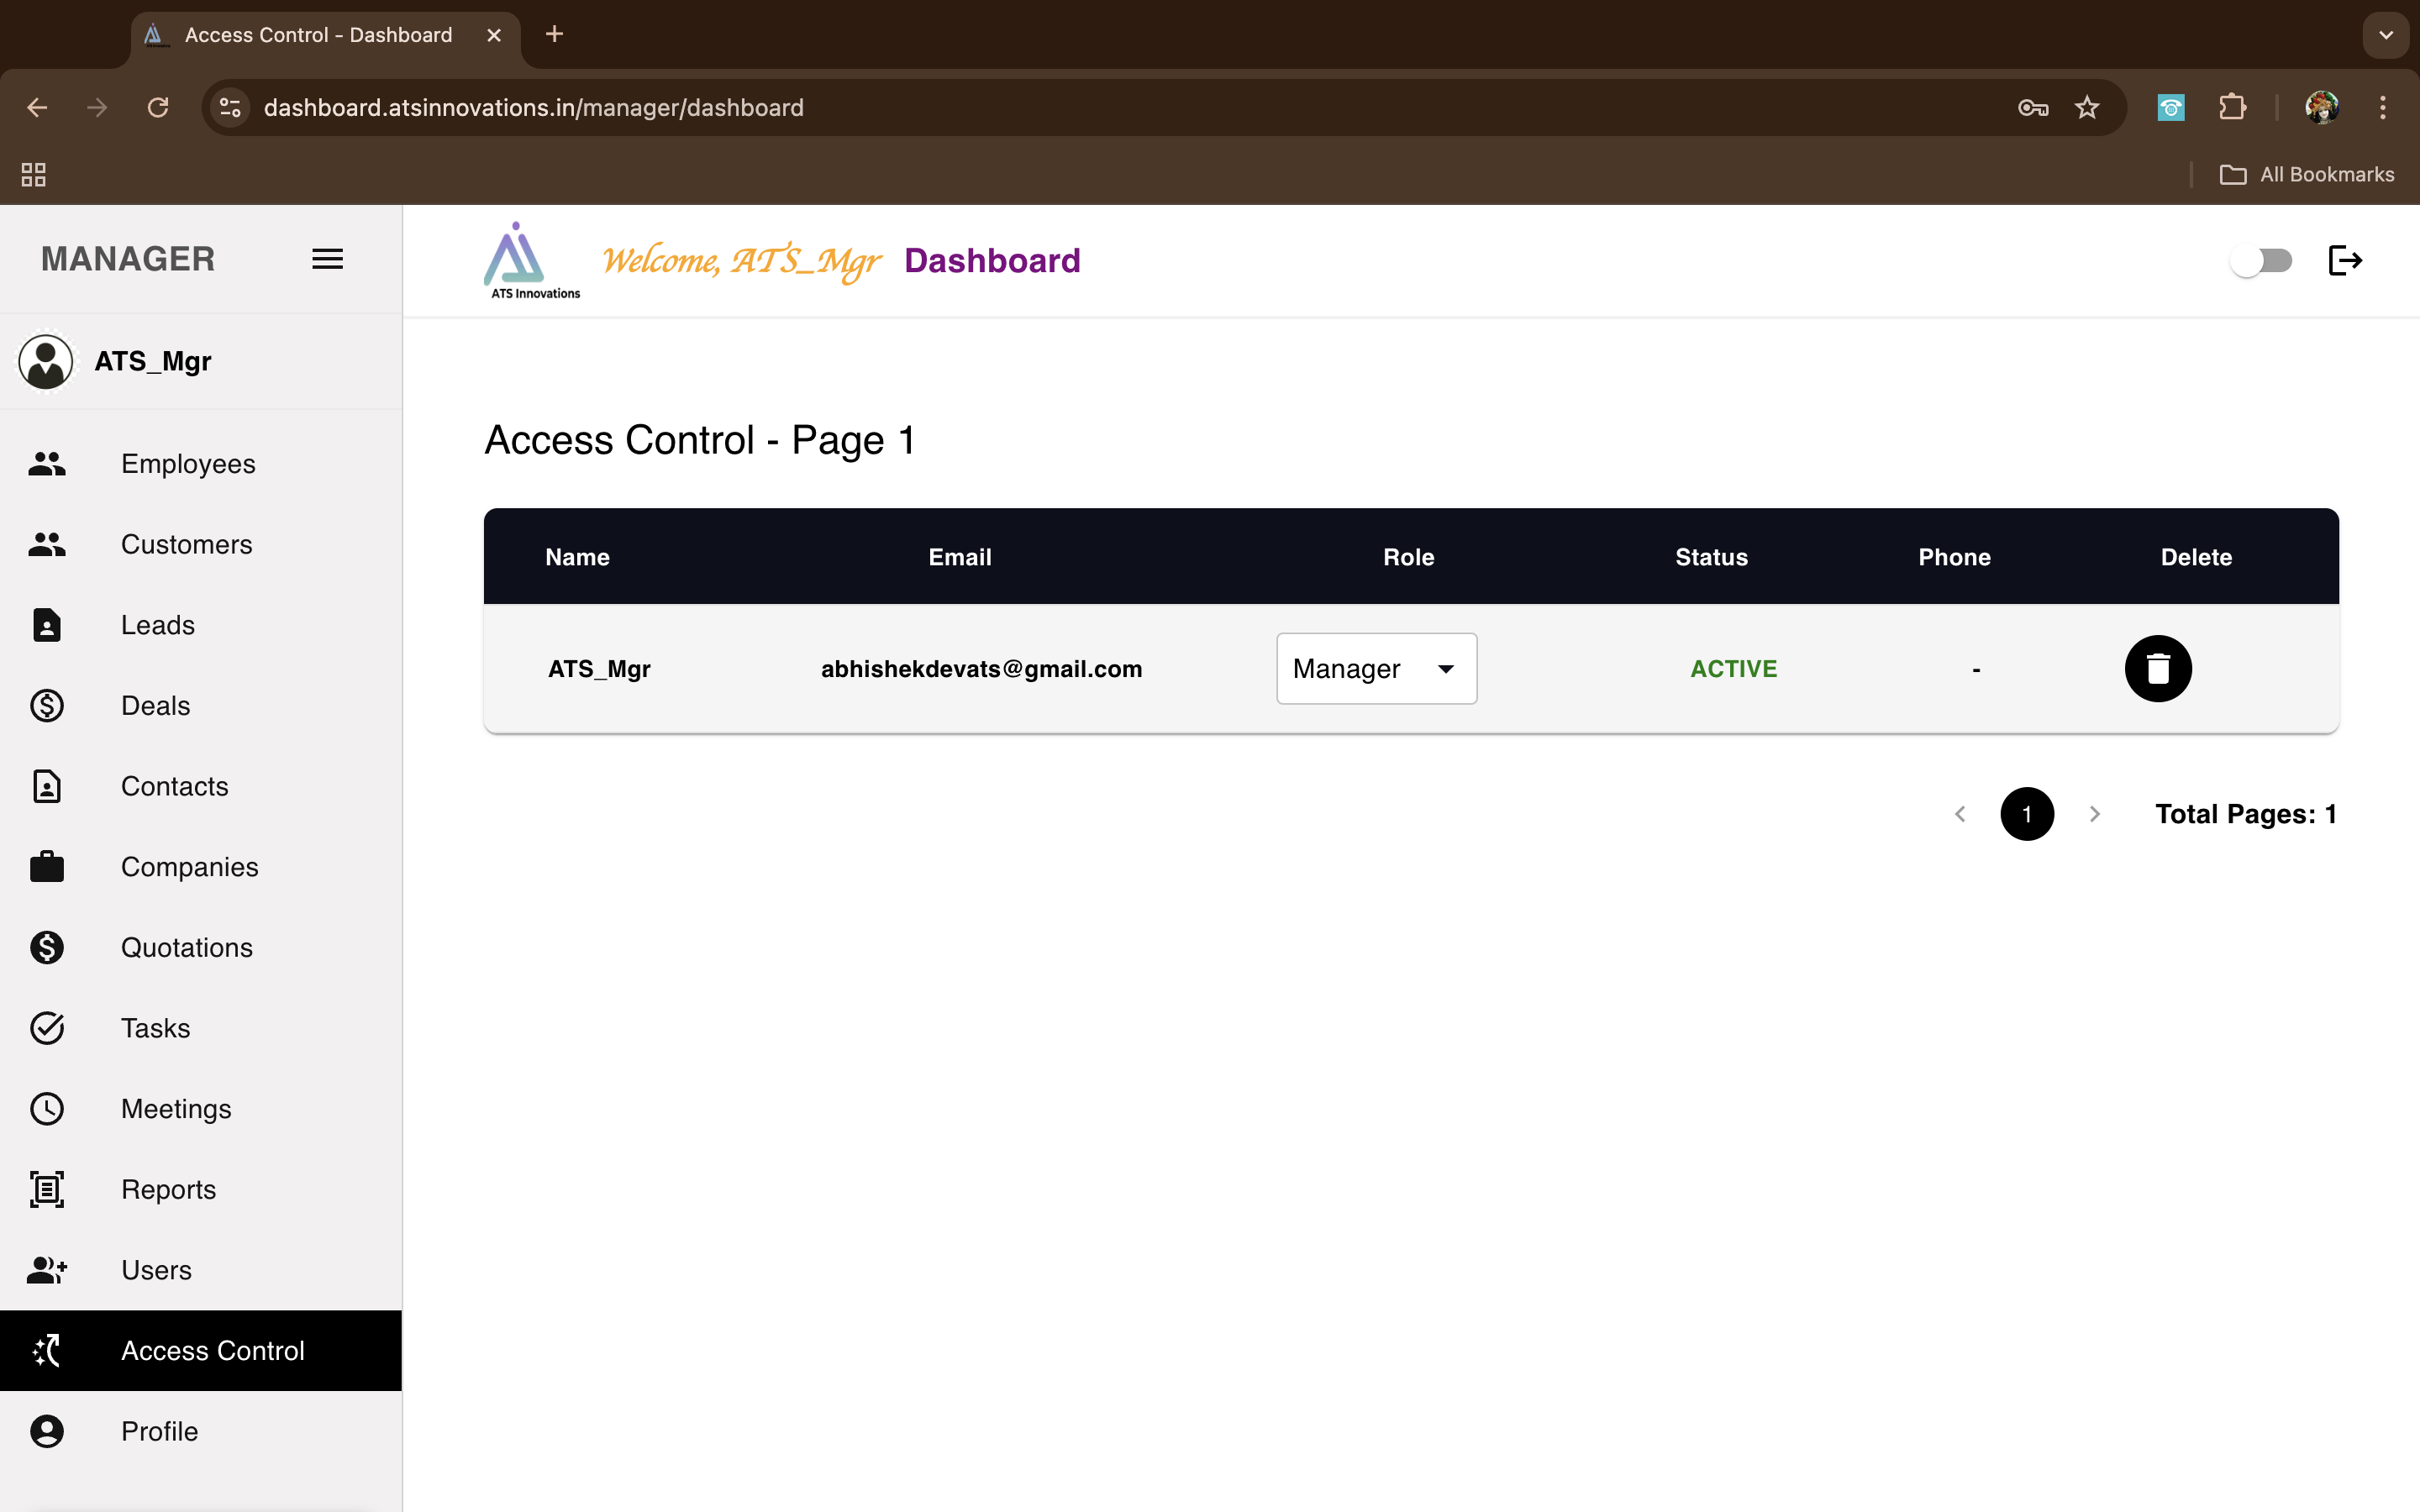 Access Control - Dashboard
dashboard.atsinnovations.in/manager/dashboard
All Bookmarks
MANAGER
ATS Innovations
Welcome, ATS_Mgr
Dashboard
ATS_Mgr
Employees
Customers
Leads
Deals
Contacts
Companies
Quotations
Tasks
Meetings
Reports
Users
Access Control
Profile
Access Control - Page 1
Name Email Role Status Phone Delete
ATS_Mgr abhishekdevats@gmail.com Manager ACTIVE -
1 Total Pages: 1